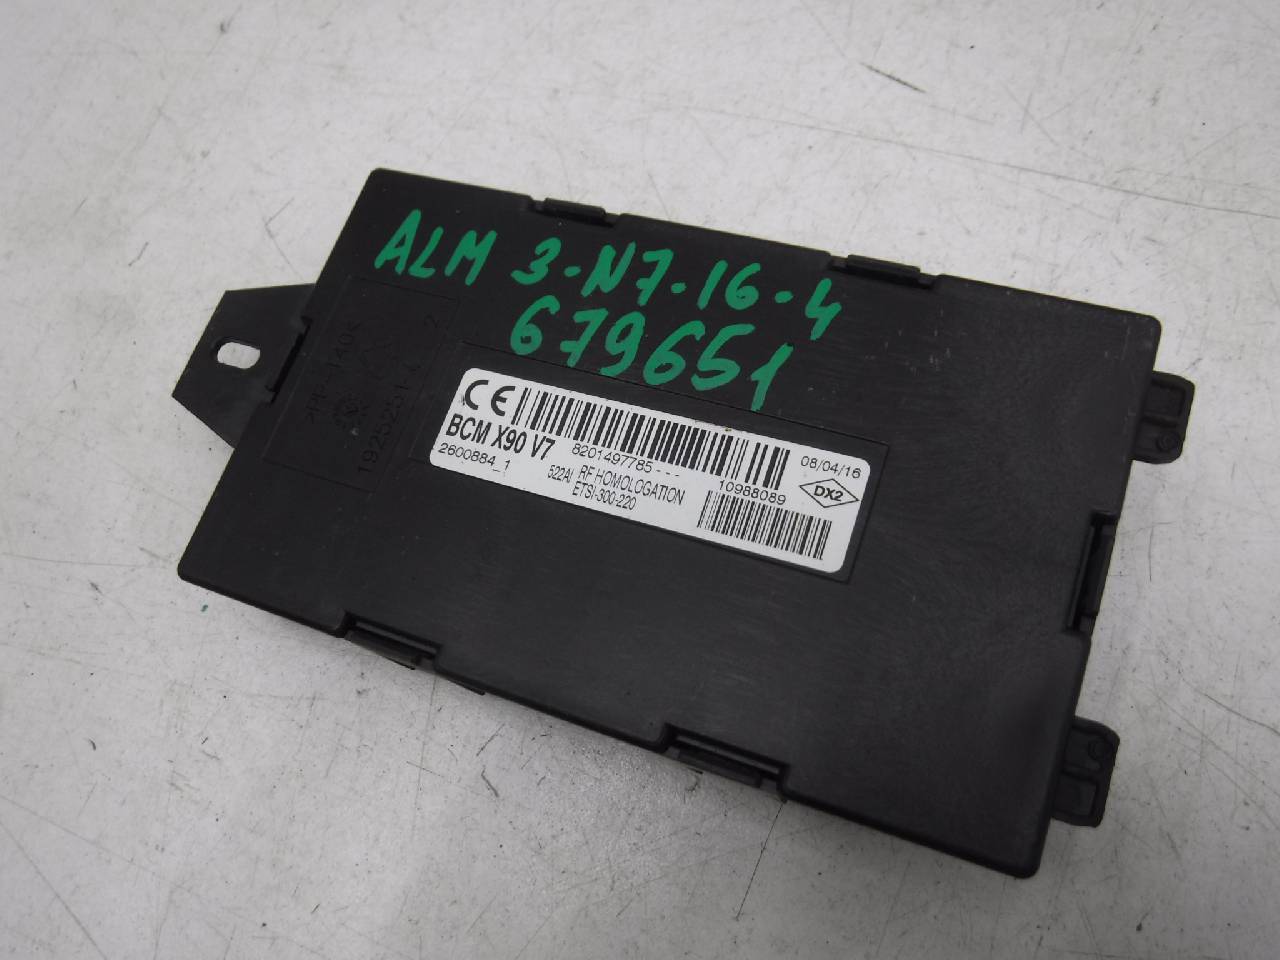 ALM 3-N7-16-4
679651
CE
BCM X90 V7
2600884_1
8201497785---
522AI RF HOMOLOGATION
ETSI-300-220
08/04/16
10988089
DX2